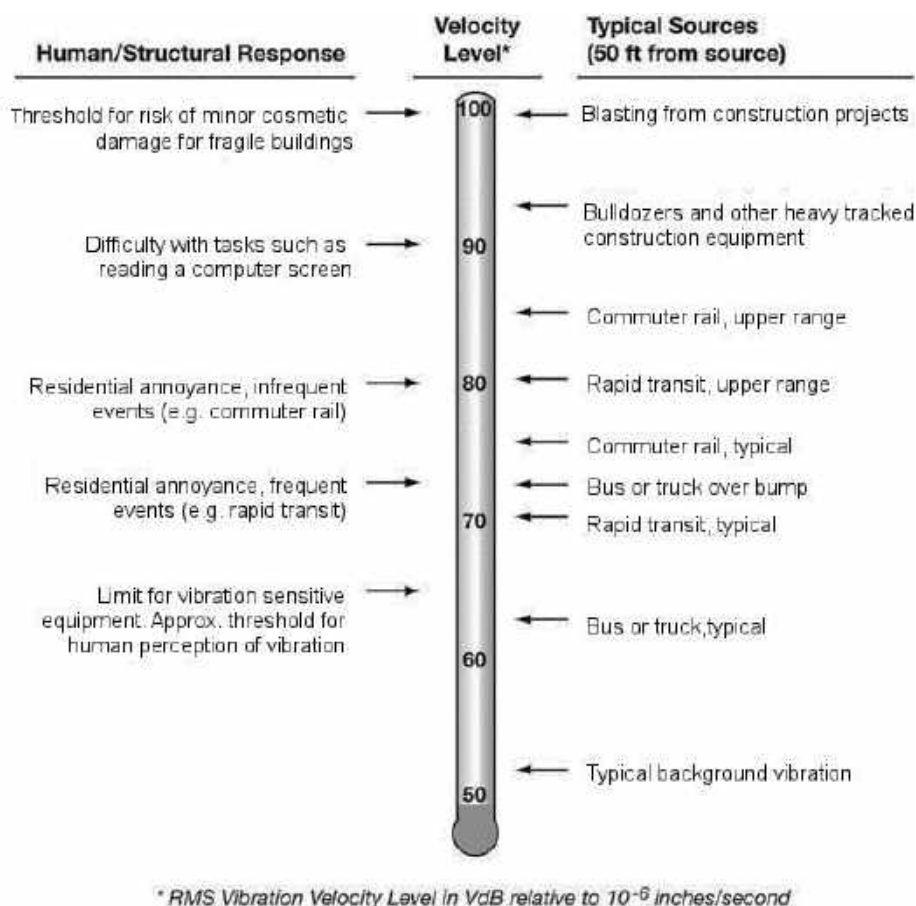 Human/Structural Response
Velocity
Level*
Typical Sources
(50 ft from source)
Threshold for risk of minor cosmetic
damage for fragile buildings
100
Blasting from construction projects
Bulldozers and other heavy tracked
construction equipment
Difficulty with tasks such as
reading a computer screen
90
Commuter rail, upper range
Residential annoyance, infrequent
events (e.g. commuter rail)
80
Rapid transit, upper range
Commuter rail, typical
Residential annoyance, frequent
events (e.g. rapid transit)
Bus or truck over bump
70
Rapid transit, typical
Limit for vibration sensitive
equipment. Approx. threshold for
human perception of vibration
Bus or truck, typical
60
Typical background vibration
50
* RMS Vibration Velocity Level in VdB relative to 10⁻⁶ inches/second